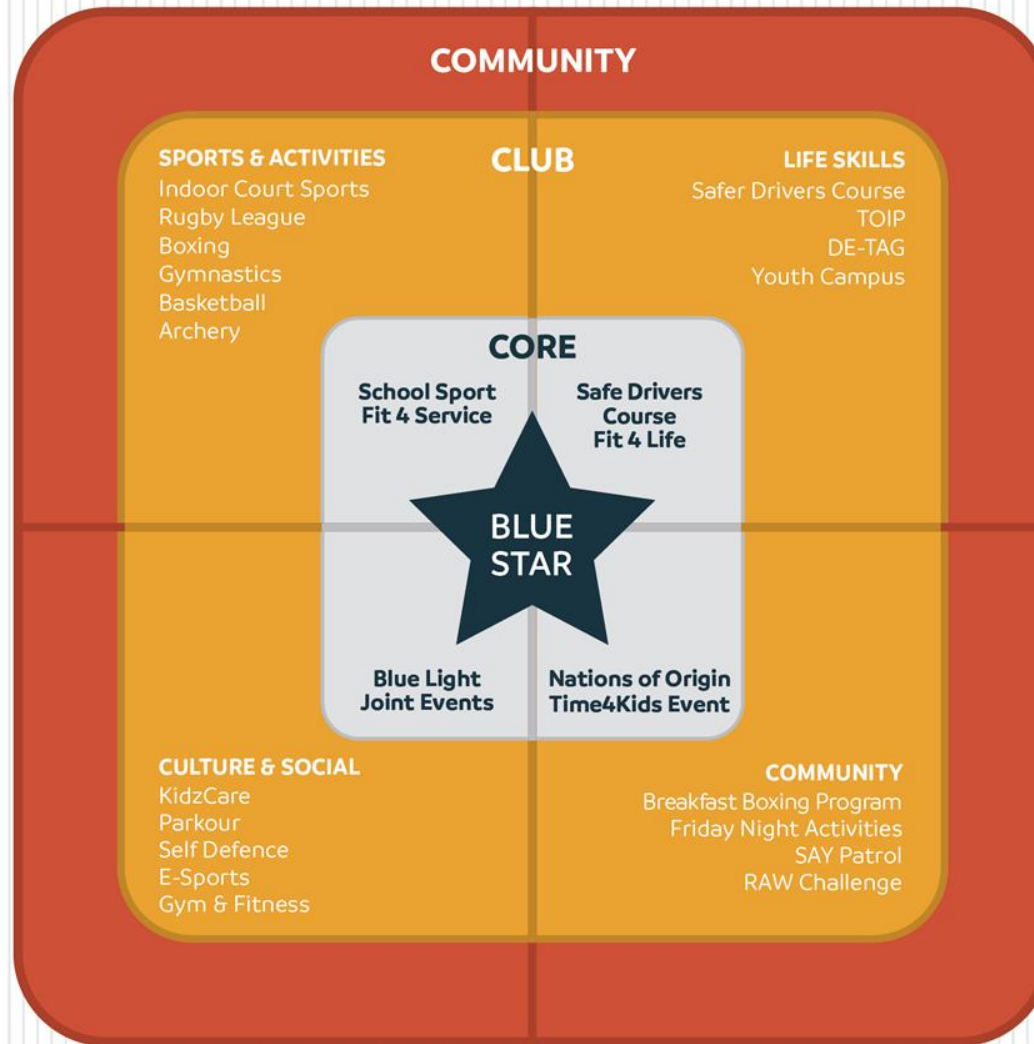 COMMUNITY
CLUB
SPORTS & ACTIVITIES
Indoor Court Sports
Rugby League
Boxing
Gymnastics
Basketball
Archery
LIFE SKILLS
Safer Drivers Course
TOIP
DE-TAG
Youth Campus
CORE
School Sport
Fit 4 Service
Safe Drivers
Course
Fit 4 Life
BLUE
STAR
Blue Light
Joint Events
Nations of Origin
Time4Kids Event
CULTURE & SOCIAL
KidzCare
Parkour
Self Defence
E-Sports
Gym & Fitness
COMMUNITY
Breakfast Boxing Program
Friday Night Activities
SAY Patrol
RAW Challenge